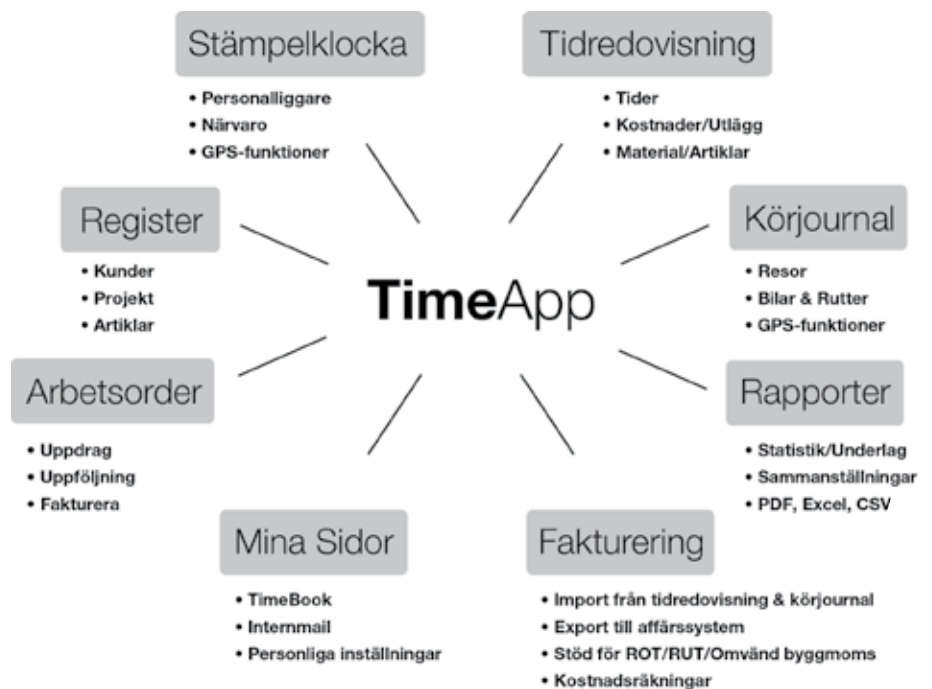 Stämpelklocka
• Personalliggare
• Närvaro
• GPS-funktioner
Tidredovisning
• Tider
• Kostnader/Utlägg
• Material/Artiklar
Register
• Kunder
• Projekt
• Artiklar
Körjournal
• Resor
• Bilar & Rutter
• GPS-funktioner
TimeApp
Arbetsorder
• Uppdrag
• Uppföljning
• Fakturera
Rapporter
• Statistik/Underlag
• Sammanställningar
• PDF, Excel, CSV
Mina Sidor
• TimeBook
• Internmail
• Personliga inställningar
Fakturering
• Import från tidredovisning & körjournal
• Export till affärssystem
• Stöd för ROT/RUT/Omvänd byggmoms
• Kostnadsräkningar